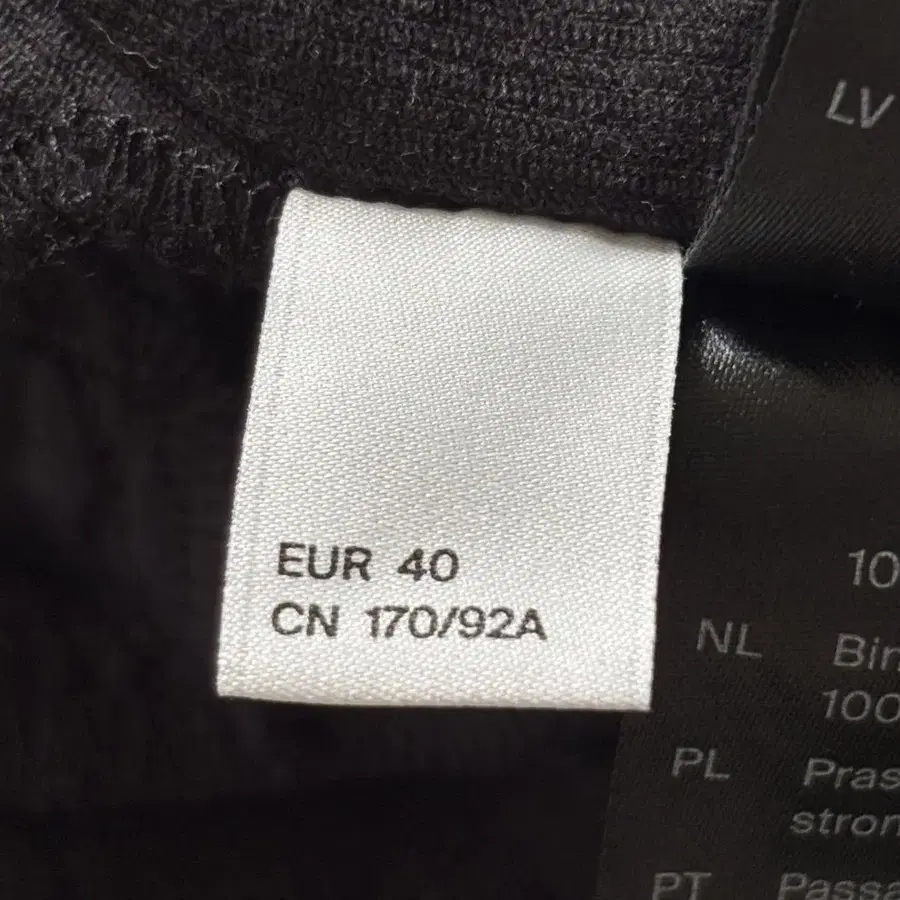 LV
EUR 40
CN 170/92A
10
NL Bin
100
PL Pras
stron
PT Passa